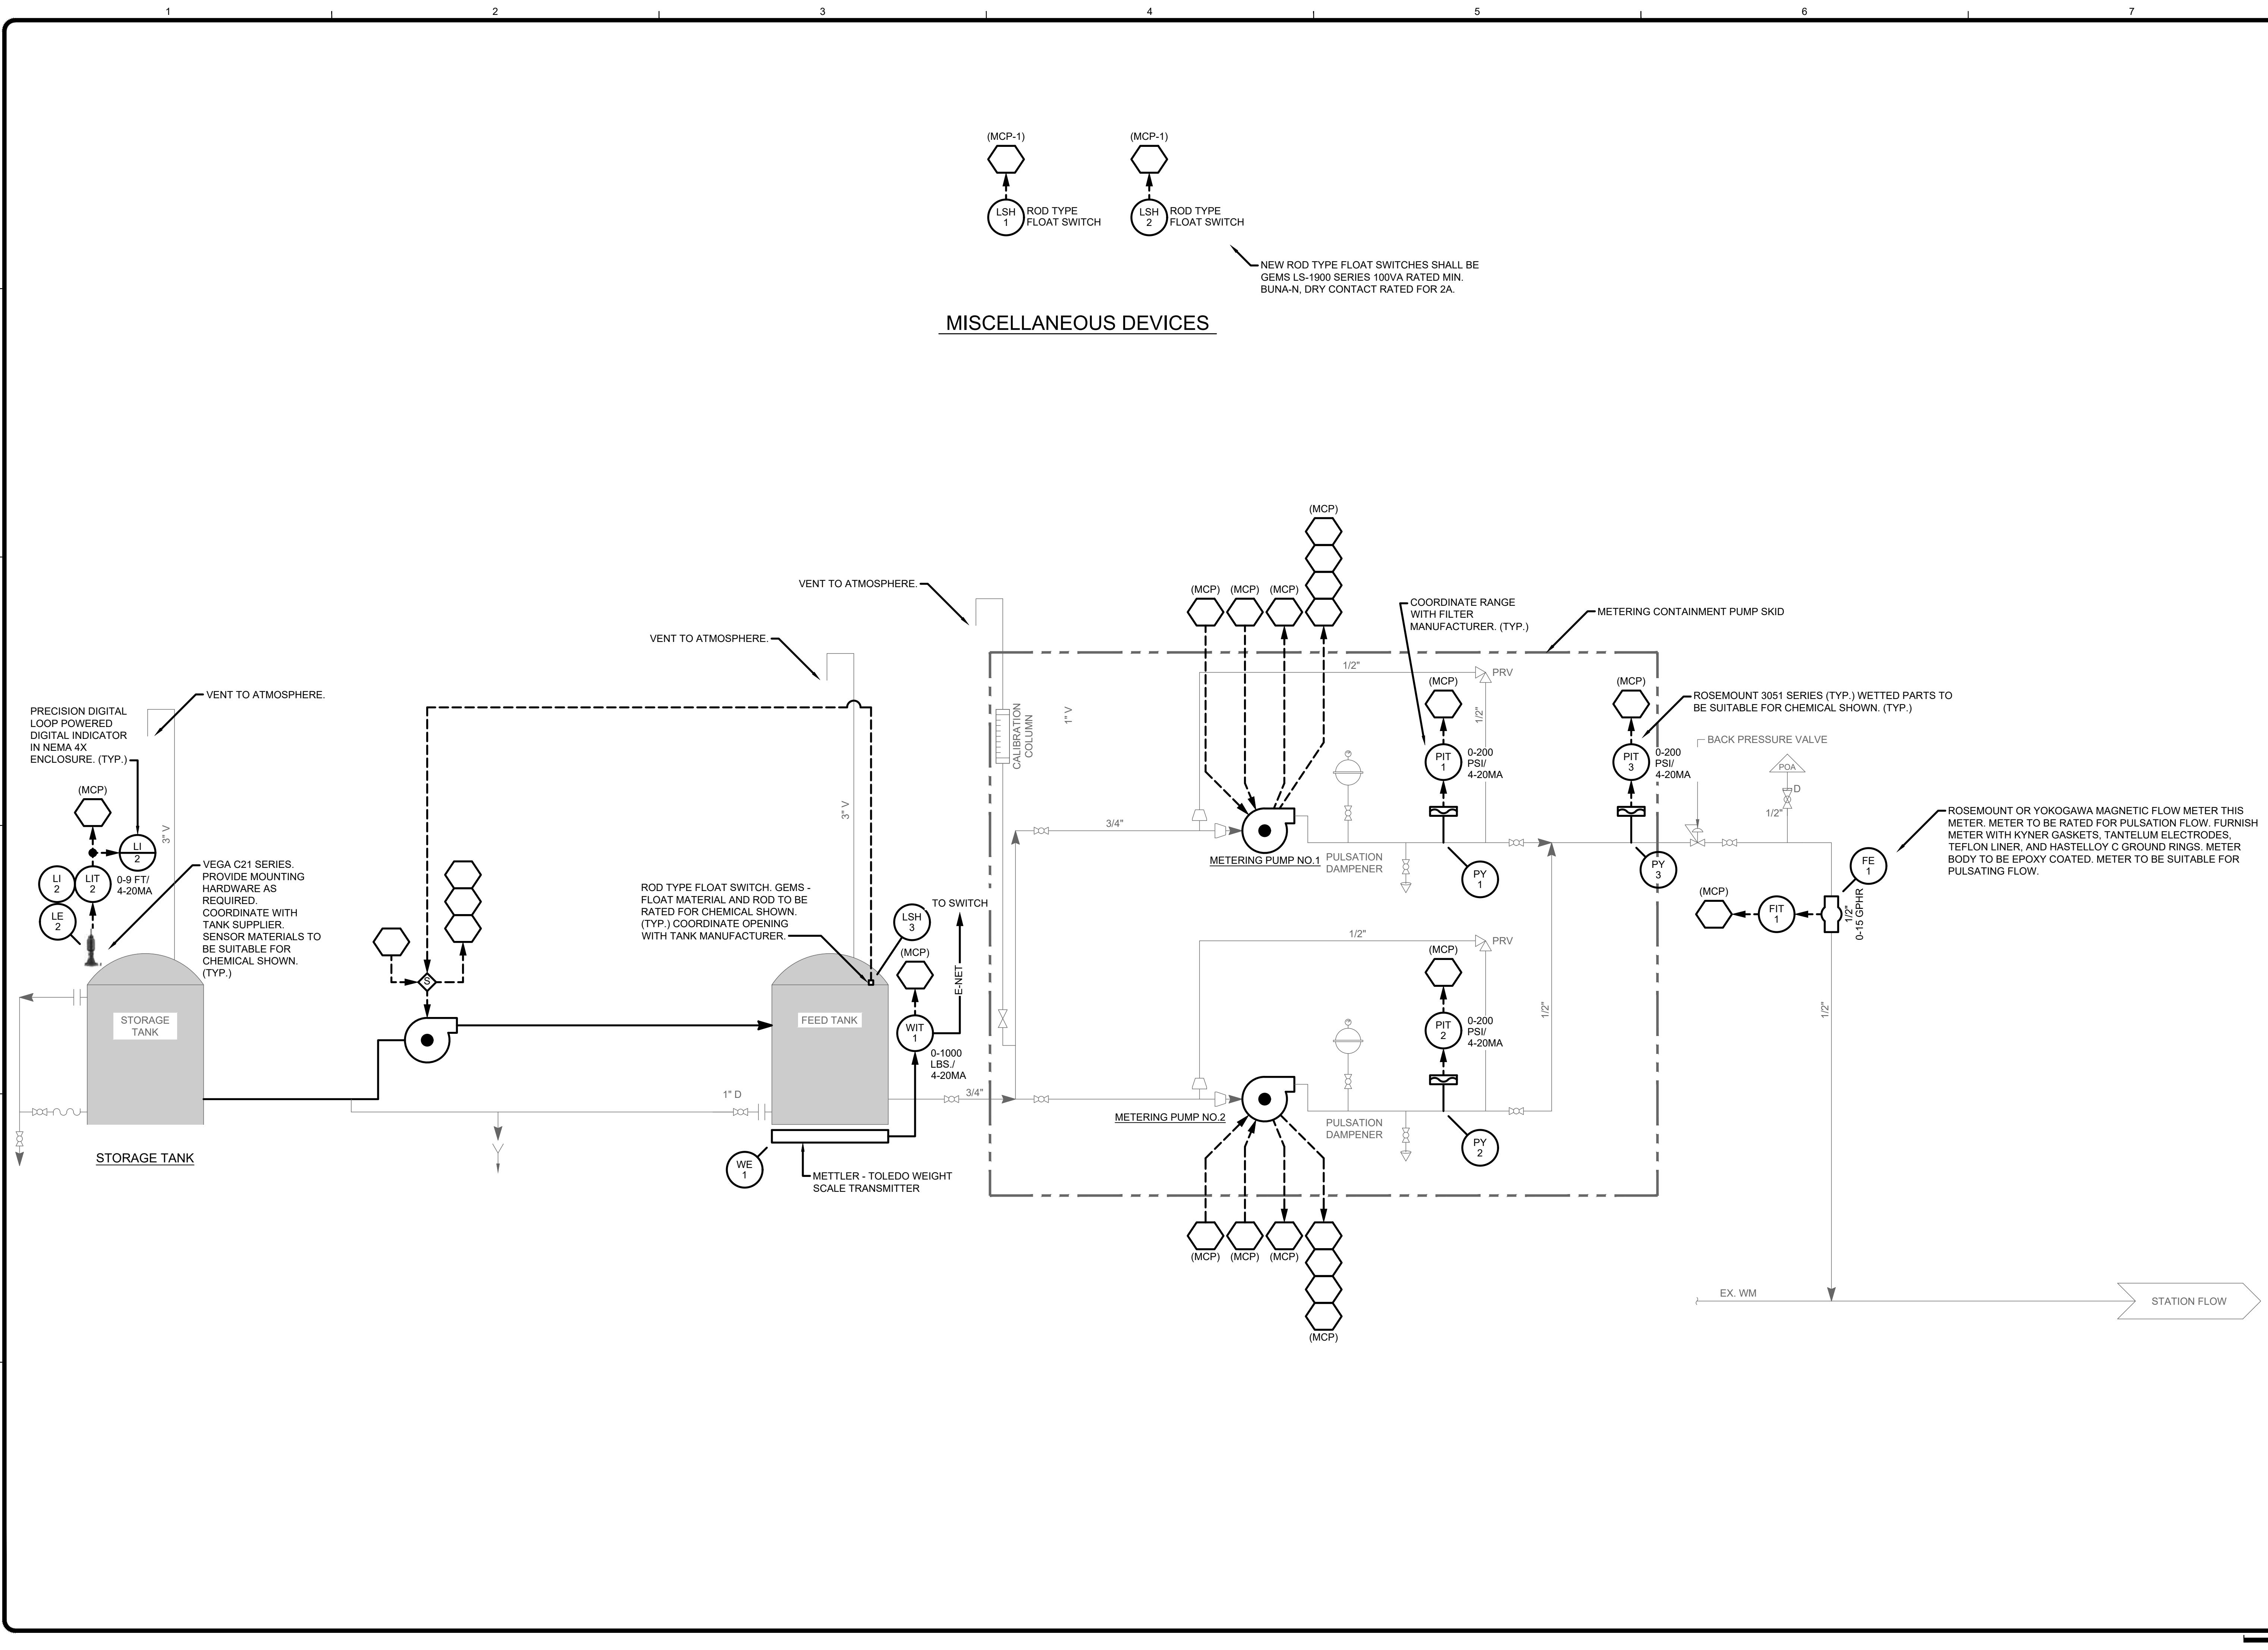 1
2
3
4
5
6
7
(MCP-1)
(MCP-1)
LSH
1
ROD TYPE
FLOAT SWITCH
LSH
2
ROD TYPE
FLOAT SWITCH
NEW ROD TYPE FLOAT SWITCHES SHALL BE
GEMS LS-1900 SERIES 100VA RATED MIN.
BUNA-N, DRY CONTACT RATED FOR 2A.
MISCELLANEOUS DEVICES
PRECISION DIGITAL
LOOP POWERED
DIGITAL INDICATOR
IN NEMA 4X
ENCLOSURE. (TYP.)
VENT TO ATMOSPHERE.
3" V
(MCP)
LI
2
LI
2
LIT
2
0-9 FT/
4-20MA
LE
2
VEGA C21 SERIES.
PROVIDE MOUNTING
HARDWARE AS
REQUIRED.
COORDINATE WITH
TANK SUPPLIER.
SENSOR MATERIALS TO
BE SUITABLE FOR
CHEMICAL SHOWN.
(TYP.)
STORAGE
TANK
STORAGE TANK
S
VENT TO ATMOSPHERE.
3" V
ROD TYPE FLOAT SWITCH. GEMS -
FLOAT MATERIAL AND ROD TO BE
RATED FOR CHEMICAL SHOWN.
(TYP.) COORDINATE OPENING
WITH TANK MANUFACTURER.
LSH
3
(MCP)
TO SWITCH
E-NET
FEED TANK
WIT
1
0-1000
LBS./
4-20MA
1" D
3/4"
WE
1
METTLER - TOLEDO WEIGHT
SCALE TRANSMITTER
VENT TO ATMOSPHERE.
CALIBRATION
COLUMN
1" V
(MCP)
(MCP)
(MCP)
(MCP)
COORDINATE RANGE
WITH FILTER
MANUFACTURER. (TYP.)
METERING CONTAINMENT PUMP SKID
1/2"
PRV
1/2"
3/4"
METERING PUMP NO.1
PULSATION
DAMPENER
(MCP)
PIT
1
0-200
PSI/
4-20MA
PY
1
(MCP)
PIT
3
0-200
PSI/
4-20MA
PY
3
ROSEMOUNT 3051 SERIES (TYP.) WETTED PARTS TO
BE SUITABLE FOR CHEMICAL SHOWN. (TYP.)
BACK PRESSURE VALVE
POA
D
1/2"
ROSEMOUNT OR YOKOGAWA MAGNETIC FLOW METER THIS
METER. METER TO BE RATED FOR PULSATION FLOW. FURNISH
METER WITH KYNER GASKETS, TANTELUM ELECTRODES,
TEFLON LINER, AND HASTELLOY C GROUND RINGS. METER
BODY TO BE EPOXY COATED. METER TO BE SUITABLE FOR
PULSATING FLOW.
FE
1
(MCP)
FIT
1
1/2"
0-15 GPHR
1/2"
PRV
(MCP)
PIT
2
0-200
PSI/
4-20MA
PY
2
1/2"
1/2"
METERING PUMP NO.2
PULSATION
DAMPENER
(MCP)
(MCP)
(MCP)
(MCP)
EX. WM
STATION FLOW